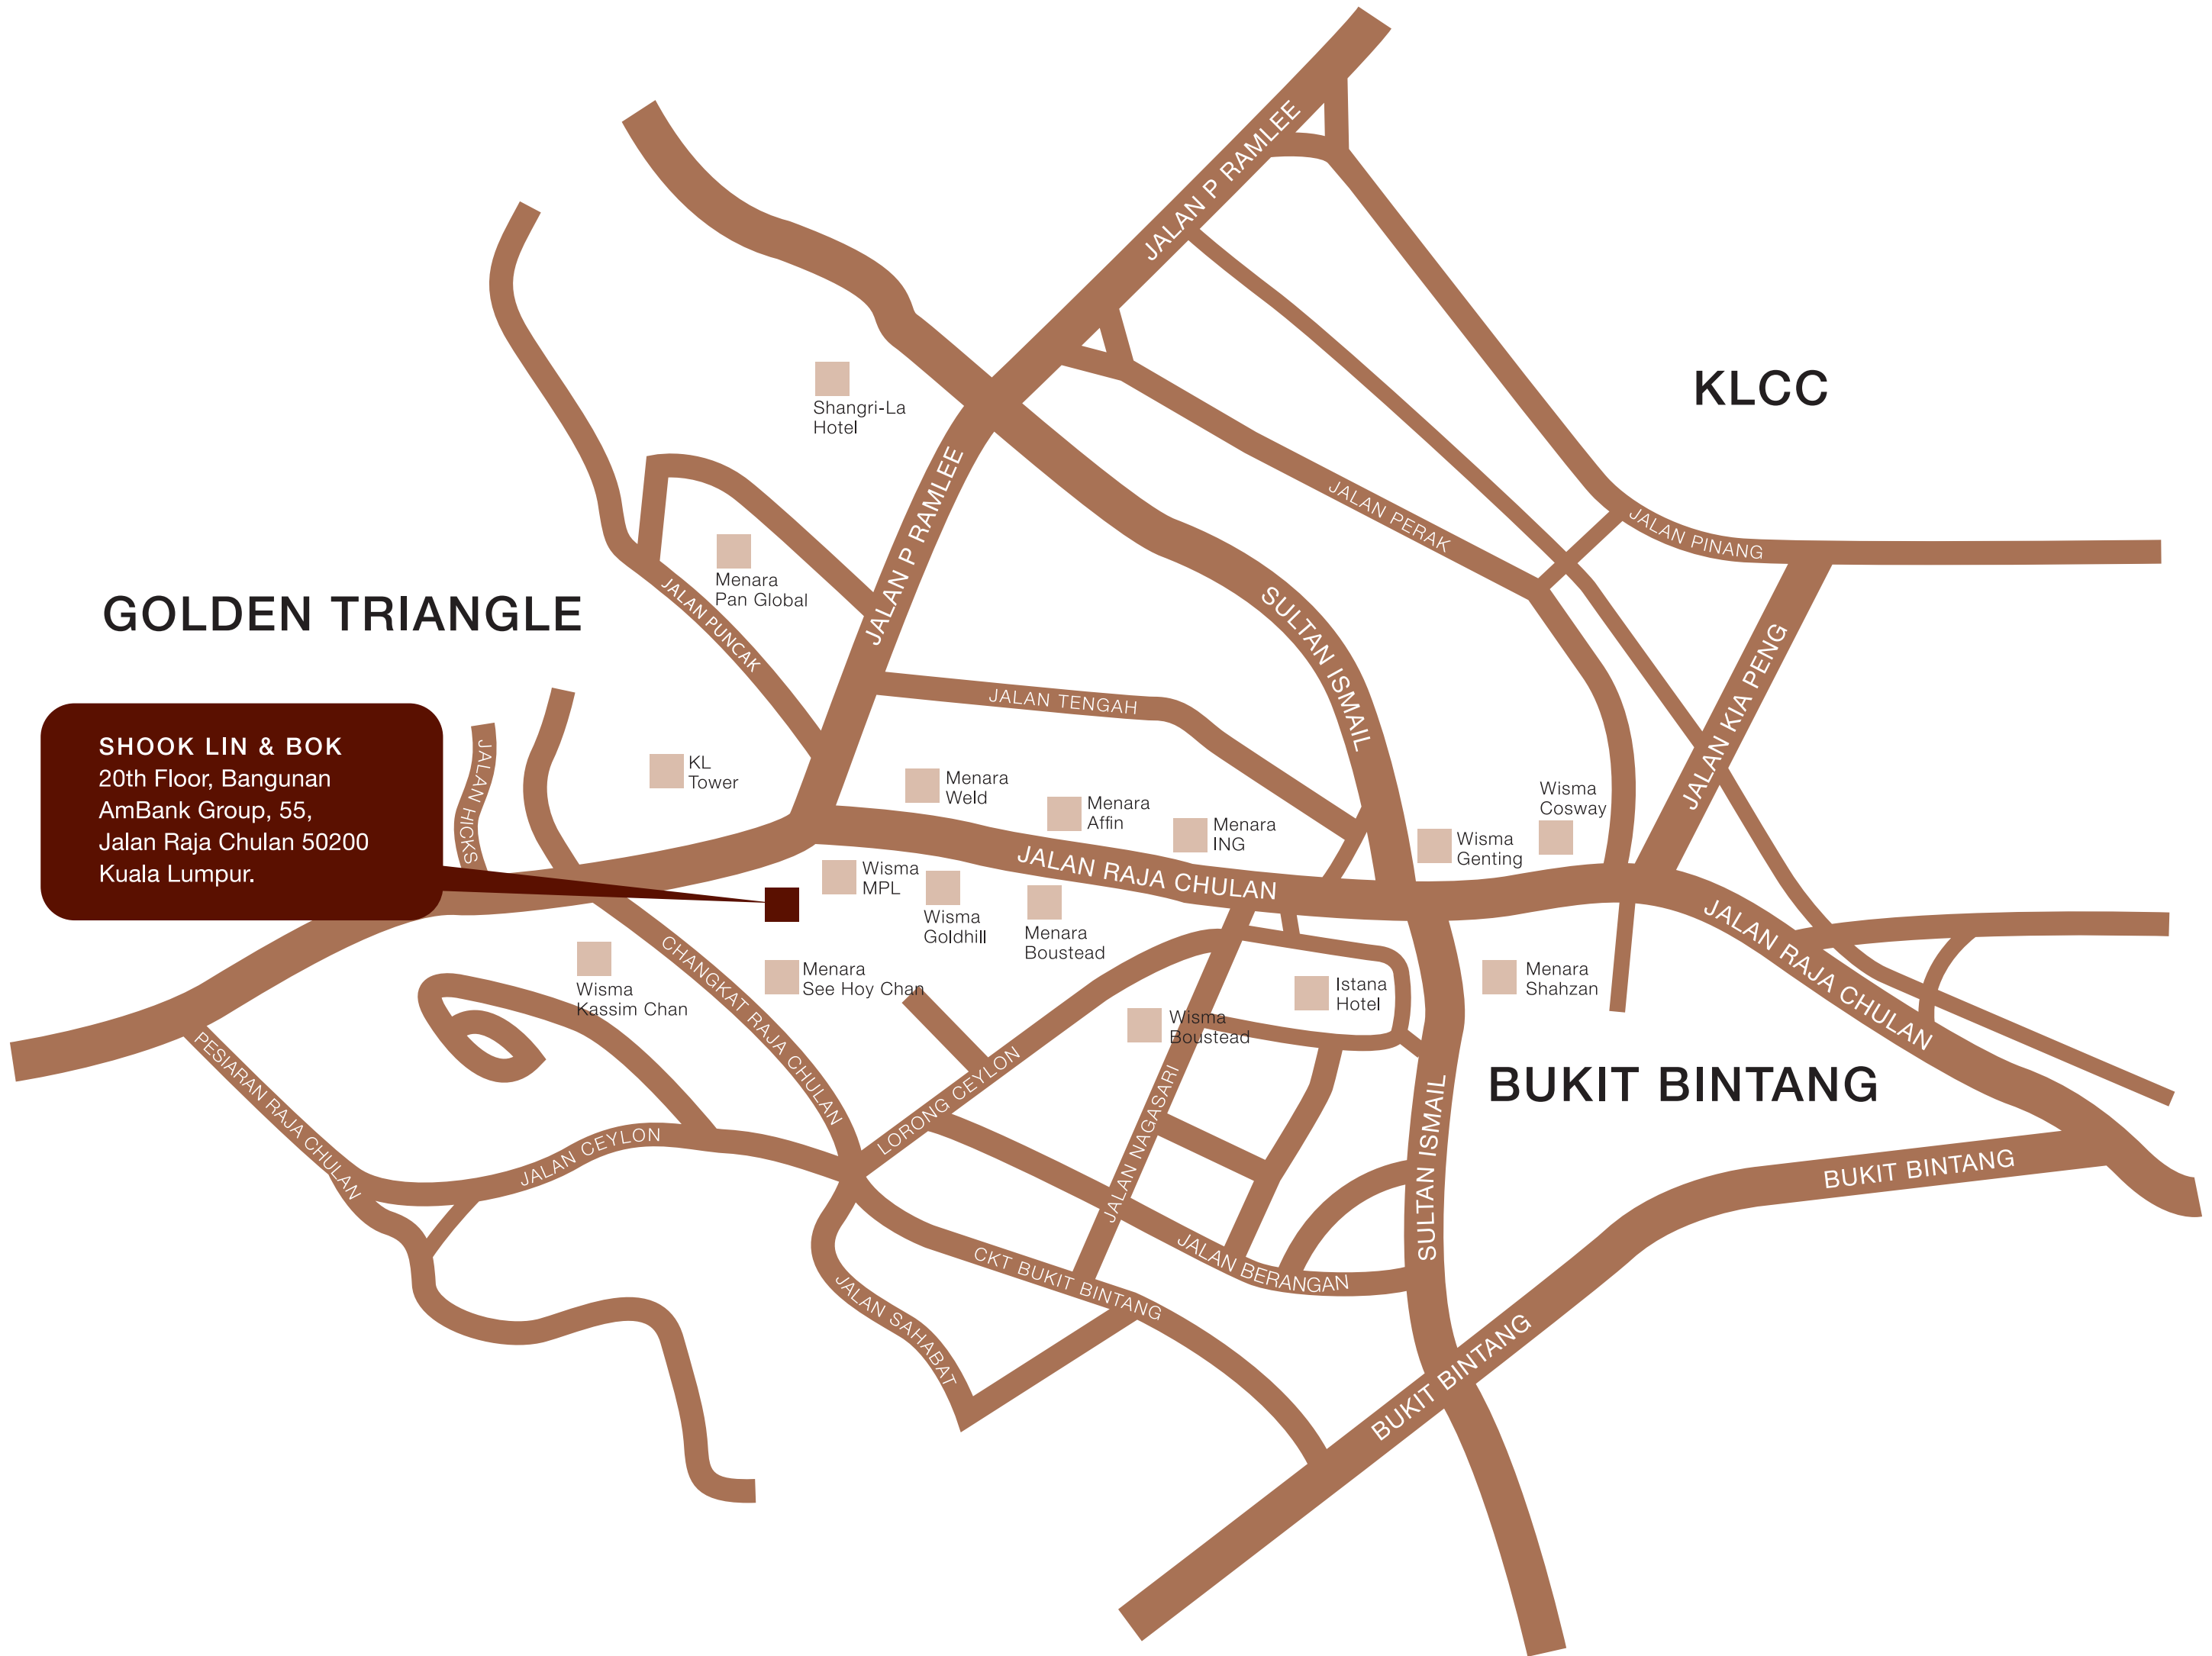 JALAN P RAMLEE
KLCC
Shangri-La
Hotel
JALAN P RAMLEE
JALAN PERAK
JALAN PINANG
Menara
Pan Global
GOLDEN TRIANGLE
JALAN PUNCAK
SULTAN ISMAIL
JALAN KIA PENG
JALAN TENGAH
SHOOK LIN & BOK
20th Floor, Bangunan
AmBank Group, 55,
Jalan Raja Chulan 50200
Kuala Lumpur.
JALAN HICKS
KL
Tower
Menara
Weld
Menara
Affin
Menara
ING
Wisma
Cosway
Wisma
Genting
JALAN RAJA CHULAN
Wisma
MPL
Wisma
Goldhill
Menara
Boustead
JALAN RAJA CHULAN
CHANGKAT RAJA CHULAN
Wisma
Kassim Chan
Menara
See Hoy Chan
Istana
Hotel
Menara
Shahzan
Wisma
Boustead
BUKIT BINTANG
PESIARAN RAJA CHULAN
JALAN CEYLON
LORONG CEYLON
JALAN NAGASARI
SULTAN ISMAIL
BUKIT BINTANG
JALAN BERANGAN
CKT BUKIT BINTANG
JALAN SAHABAT
BUKIT BINTANG